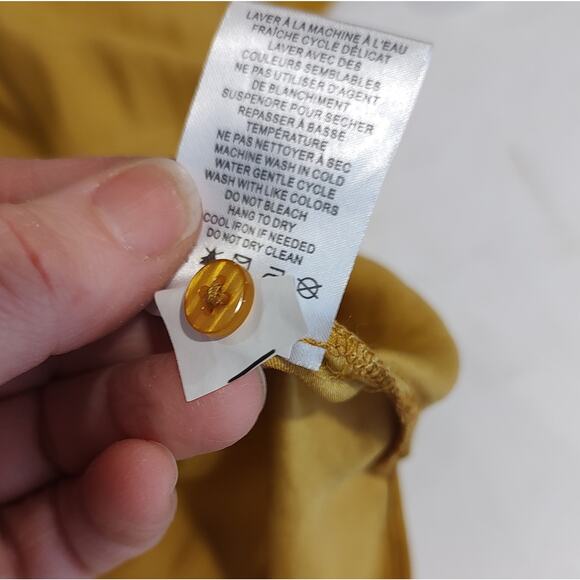 LAVER À LA MACHINE À L'EAU
FRAÎCHE CYCLE DÉLICAT
LAVER AVEC DES
COULEURS SEMBLABLES
NE PAS UTILISER D'AGENT
DE BLANCHIMENT
SUSPENDRE POUR SECHER
REPASSER À BASSE
TEMPÉRATURE
NE PAS NETTOYER À SEC
MACHINE WASH IN COLD
WATER GENTLE CYCLE
WASH WITH LIKE COLORS
DO NOT BLEACH
HANG TO DRY
COOL IRON IF NEEDED
DO NOT DRY CLEAN